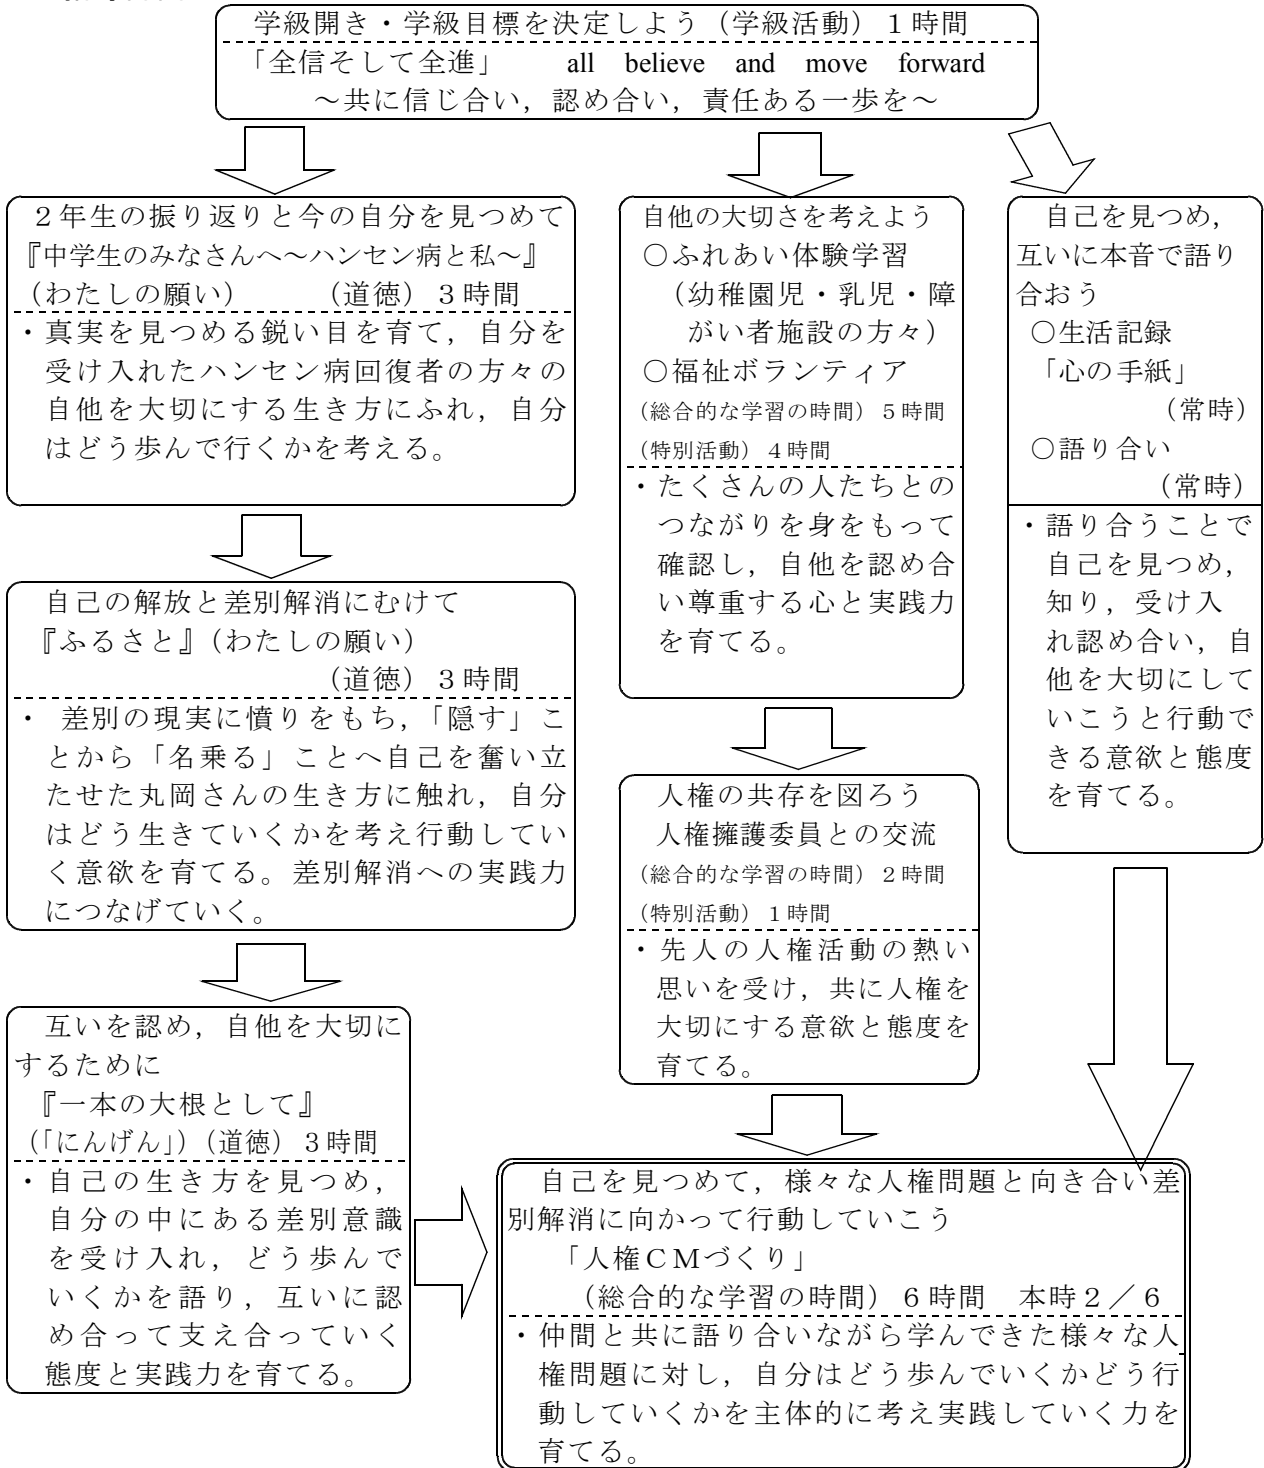 学級開き・学級目標を決定しよう（学級活動）１時間
「全信そして全進」　　all believe and move forward
～共に信じ合い，認め合い，責任ある一歩を～
２年生の振り返りと今の自分を見つめて
『中学生のみなさんへ～ハンセン病と私～』
（わたしの願い）　　（道徳）３時間
・真実を見つめる鋭い目を育て，自分を
受け入れたハンセン病回復者の方々の
自他を大切にする生き方にふれ，自分
はどう歩んで行くかを考える。
自己の解放と差別解消にむけて
『ふるさと』（わたしの願い）
（道徳）３時間
・　差別の現実に憤りをもち，「隠す」こ
とから「名乗る」ことへ自己を奮い立
たせた丸岡さんの生き方に触れ，自分
はどう生きていくかを考え行動してい
く意欲を育てる。差別解消への実践力
につなげていく。
互いを認め，自他を大切に
するために
『一本の大根として』
（「にんげん」）（道徳）３時間
・自己の生き方を見つめ，
自分の中にある差別意識
を受け入れ，どう歩んで
いくかを語り，互いに認
め合って支え合っていく
態度と実践力を育てる。
自他の大切さを考えよう
○ふれあい体験学習
（幼稚園児・乳児・障
がい者施設の方々）
○福祉ボランティア
（総合的な学習の時間）５時間
（特別活動）４時間
・たくさんの人たちとの
つながりを身をもって
確認し，自他を認め合
い尊重する心と実践力
を育てる。
人権の共存を図ろう
人権擁護委員との交流
（総合的な学習の時間）２時間
（特別活動）１時間
・先人の人権活動の熱い
思いを受け，共に人権を
大切にする意欲と態度を
育てる。
自己を見つめ，
互いに本音で語り
合おう
○生活記録
「心の手紙」
（常時）
○語り合い
（常時）
・語り合うことで
自己を見つめ，
知り，受け入
れ認め合い，自
他を大切にして
いこうと行動で
きる意欲と態度
を育てる。
自己を見つめて，様々な人権問題と向き合い差
別解消に向かって行動していこう
「人権ＣＭづくり」
（総合的な学習の時間）６時間　本時２／６
・仲間と共に語り合いながら学んできた様々な人
権問題に対し，自分はどう歩んでいくかどう行
動していくかを主体的に考え実践していく力を
育てる。